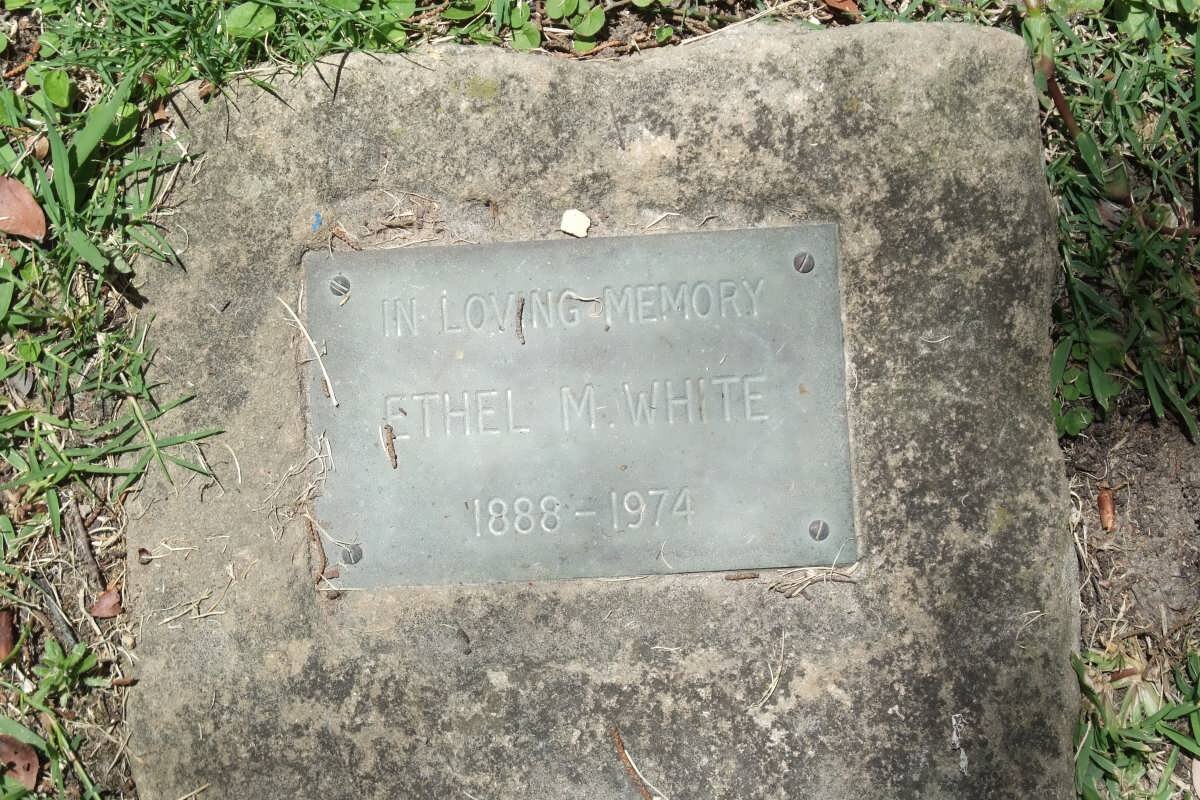 IN LOVING MEMORY
ETHEL M. WHITE
1888 – 1974